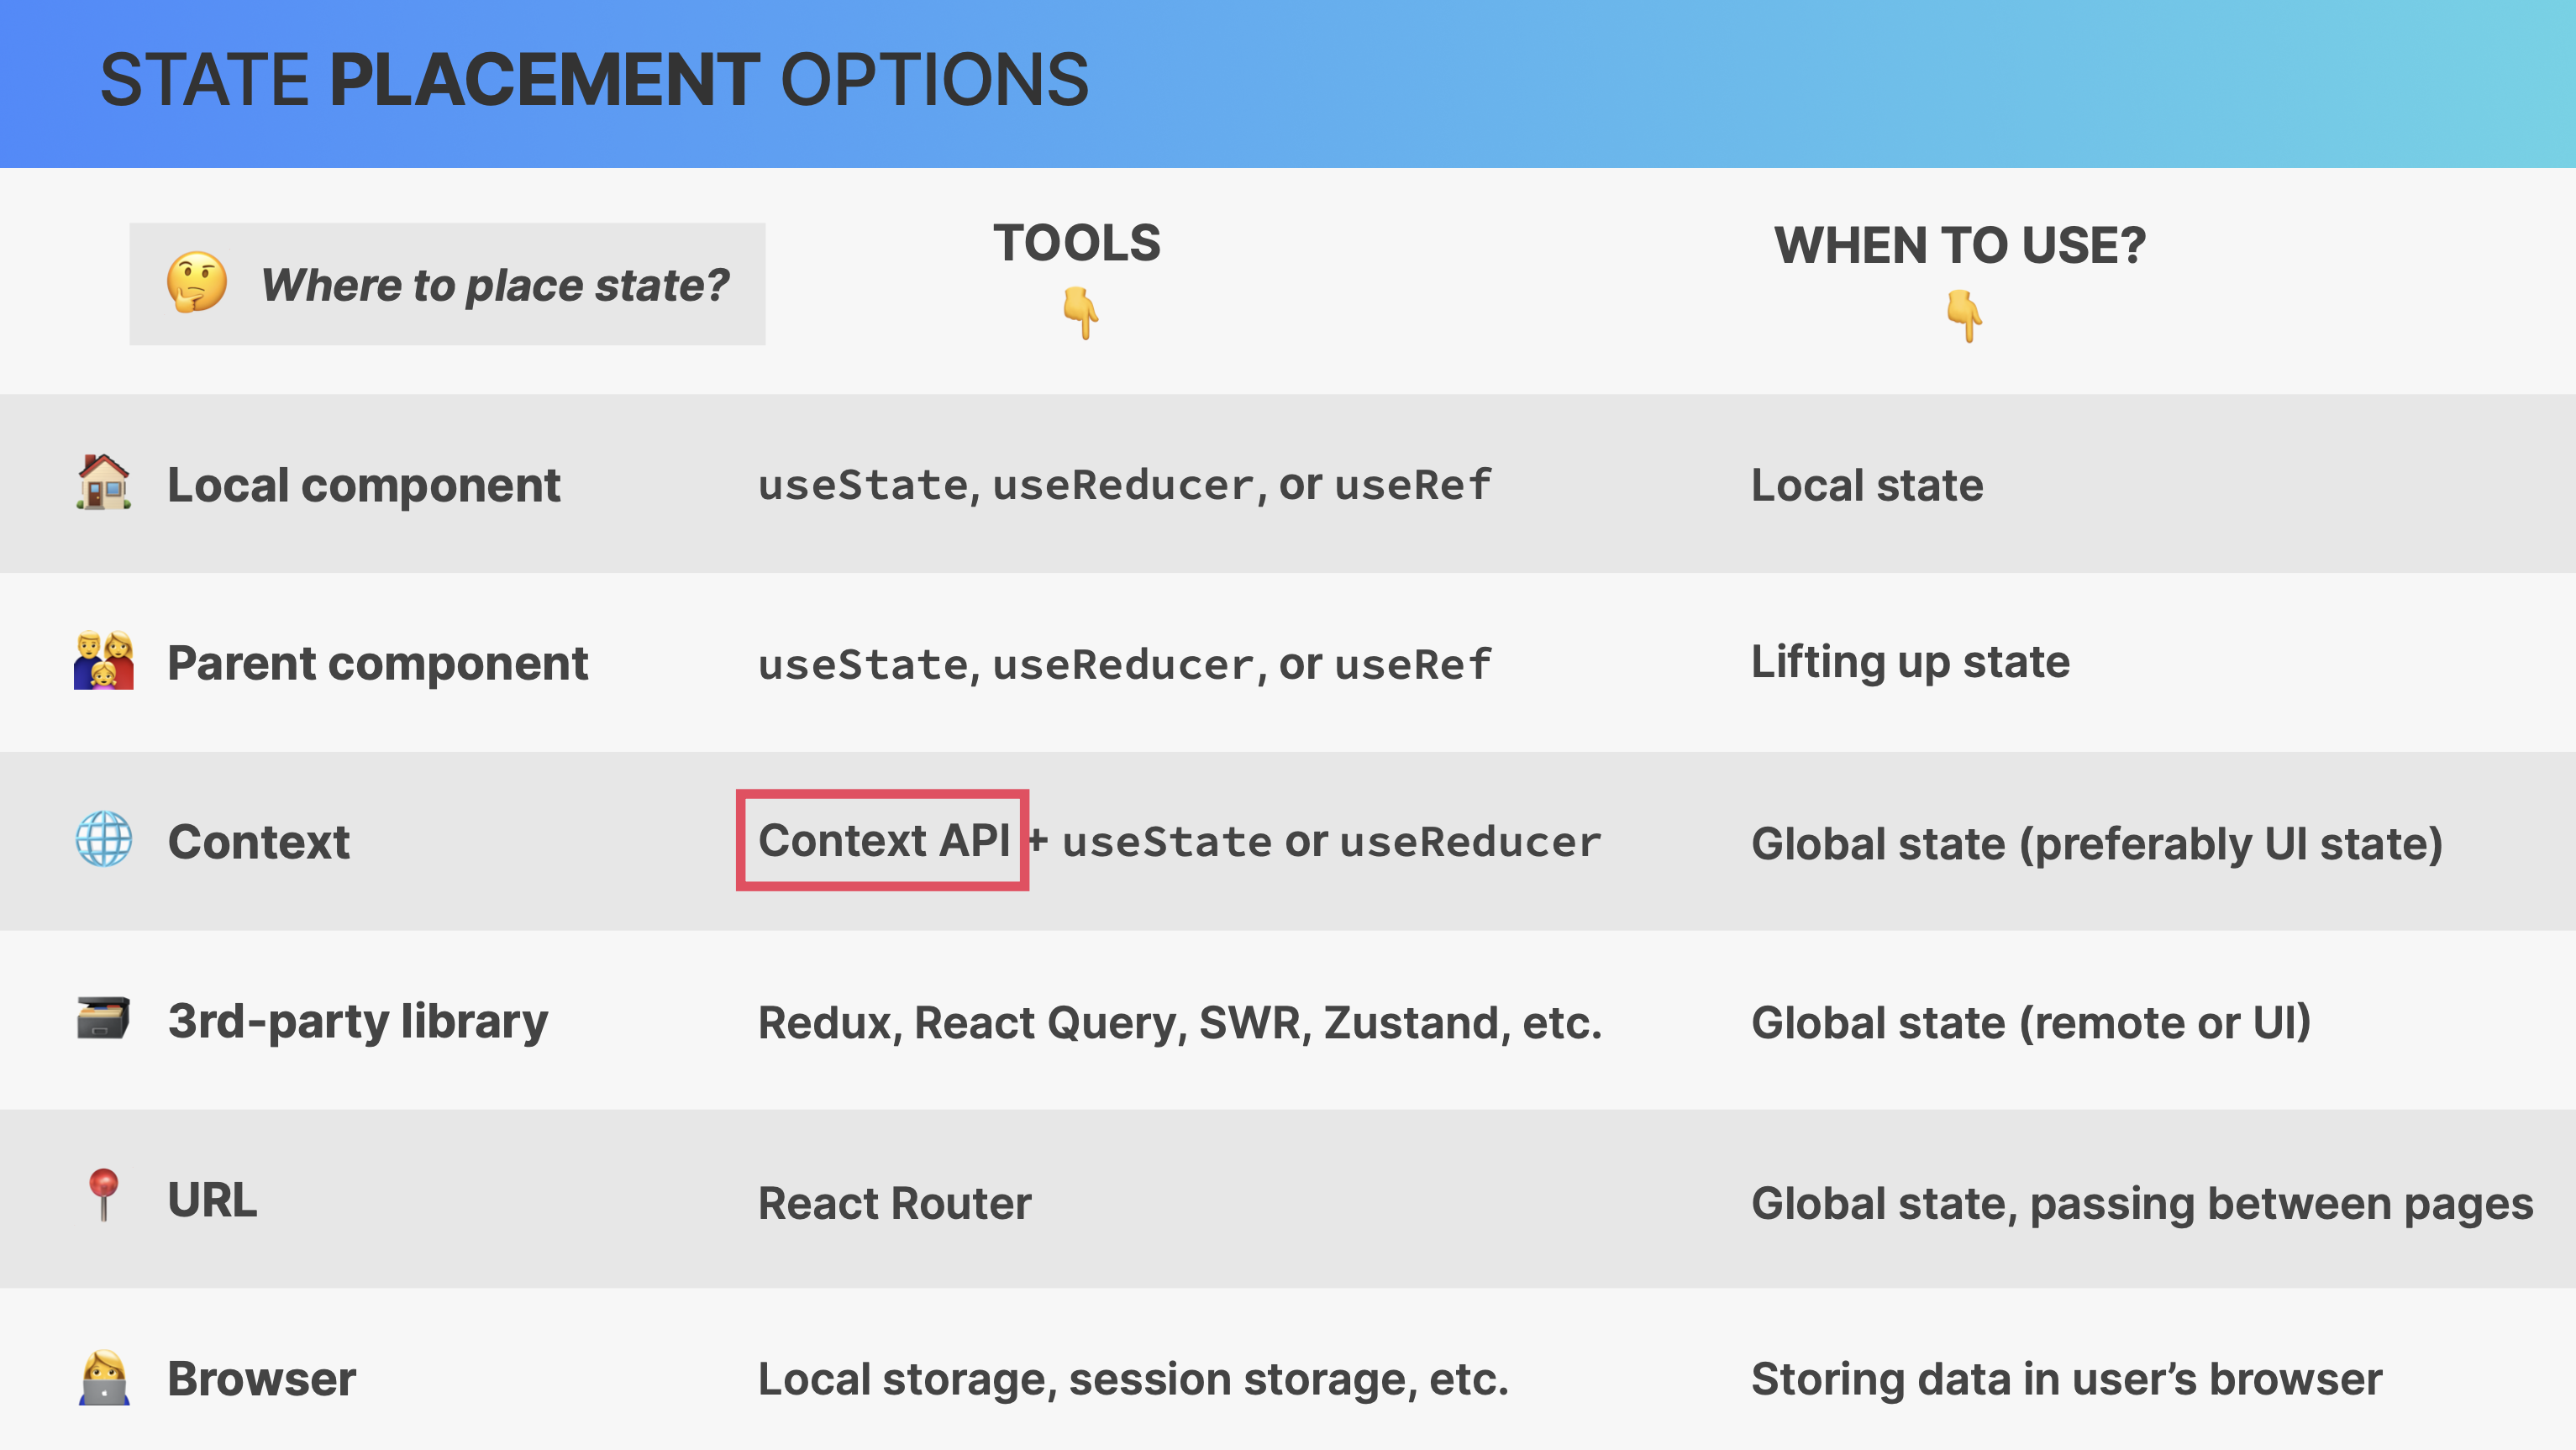 STATE PLACEMENT OPTIONS
Where to place state?
TOOLS
WHEN TO USE?
Local component
useState, useReducer, or useRef
Local state
Parent component
useState, useReducer, or useRef
Lifting up state
Context
Context API + useState or useReducer
Global state (preferably UI state)
3rd-party library
Redux, React Query, SWR, Zustand, etc.
Global state (remote or UI)
URL
React Router
Global state, passing between pages
Browser
Local storage, session storage, etc.
Storing data in user’s browser